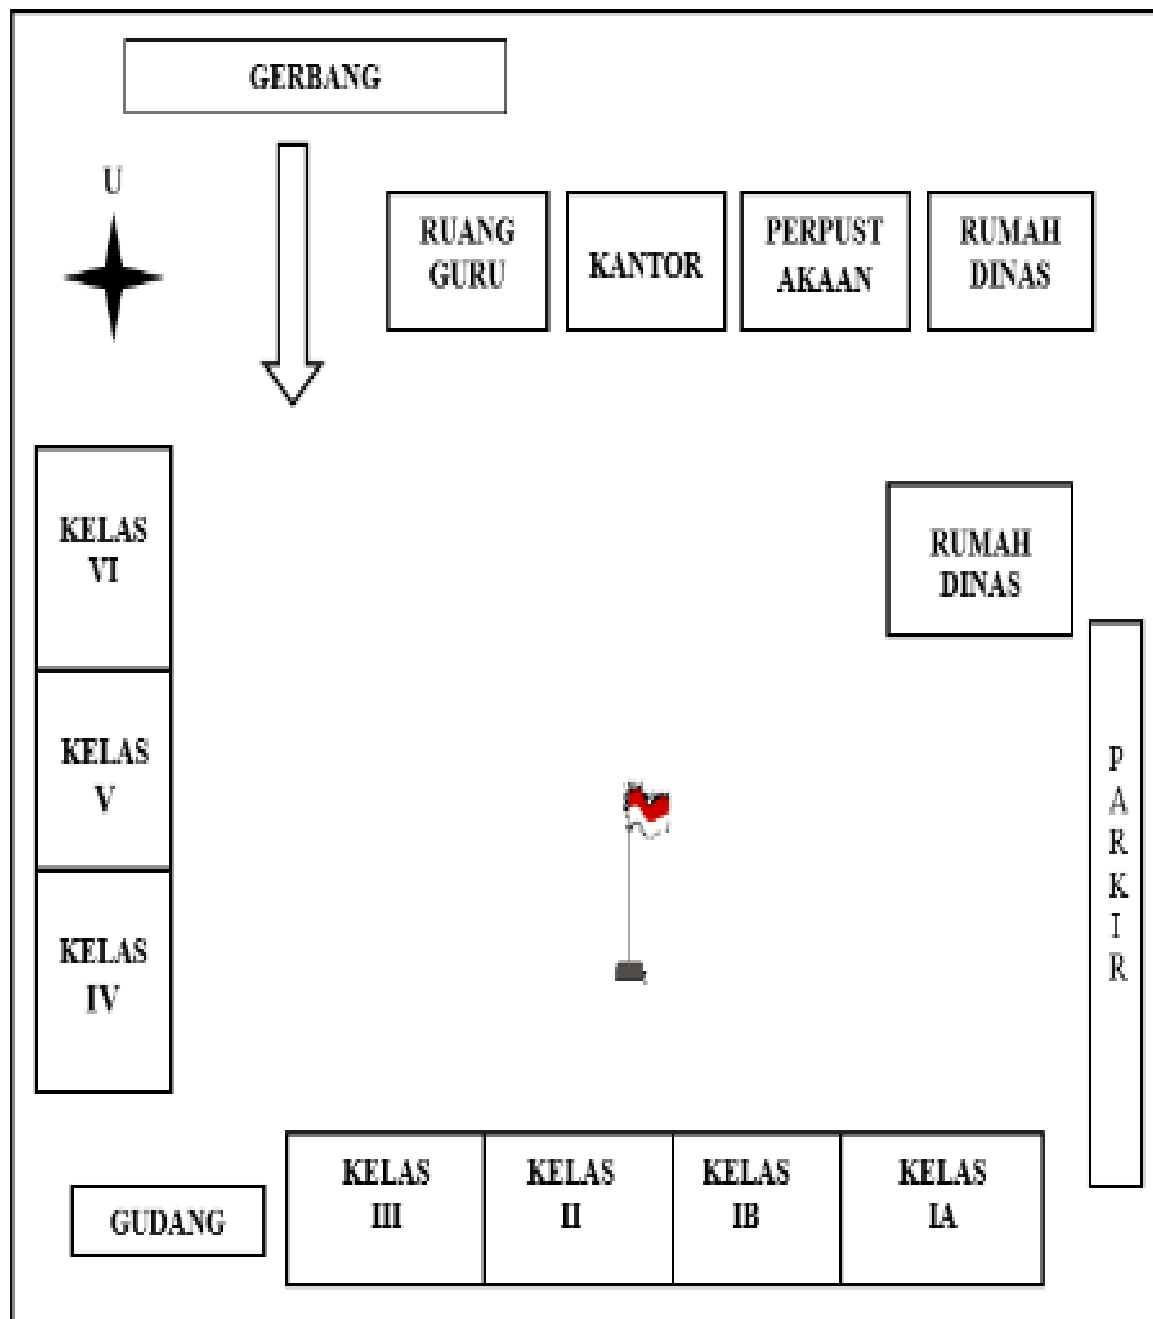 GERBANG
U
RUANG
GURU
KANTOR
PERPUST
AKAAN
RUMAH
DINAS
KELAS
VI
RUMAH
DINAS
KELAS
V
P
A
R
K
I
R
KELAS
IV
KELAS
III
KELAS
II
KELAS
IB
KELAS
IA
GUDANG